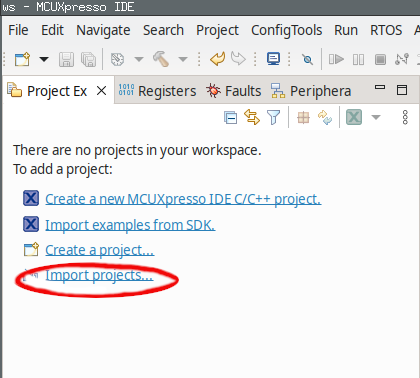 ws - MCUXpresso IDE
File Edit Navigate Search Project ConfigTools Run RTOS A
Project Ex Registers Faults Periphera
There are no projects in your workspace.
To add a project:
Create a new MCUXpresso IDE C/C++ project.
Import examples from SDK.
Create a project...
Import projects...